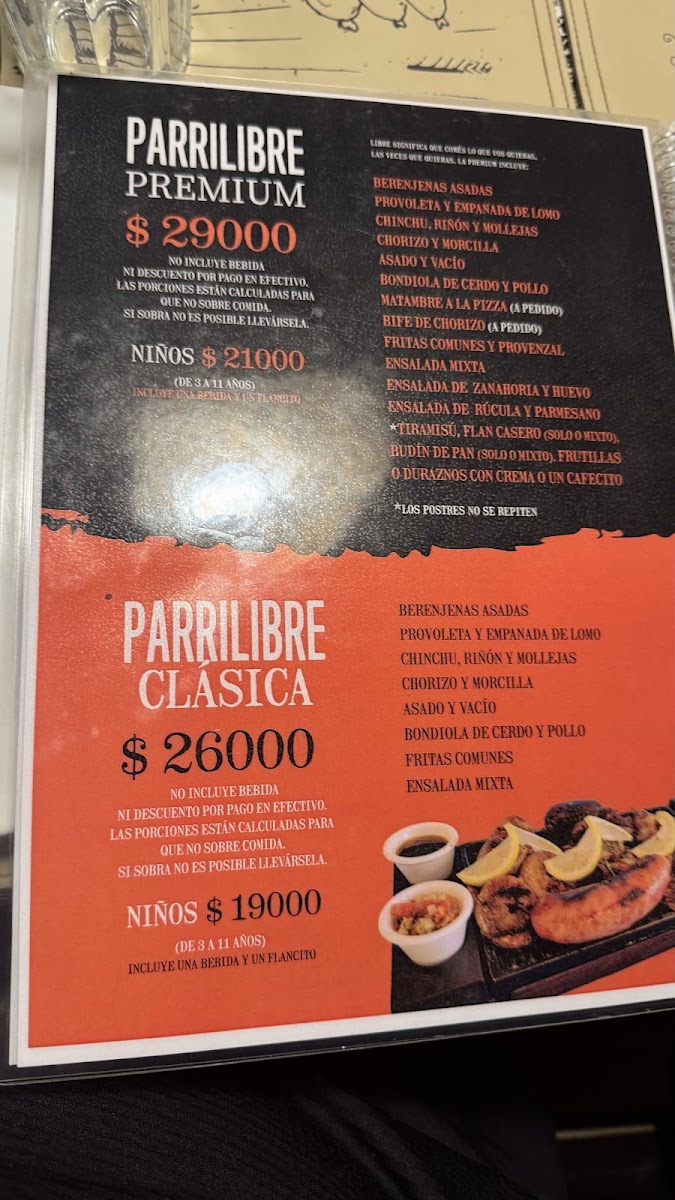 PARRILIBRE
PREMIUM
$ 29000
NO INCLUYE BEBIDA
NI DESCUENTO POR PAGO EN EFECTIVO.
LAS PORCIONES ESTÁN CALCULADAS PARA
QUE NO SOBRE COMIDA.
SI SOBRA NO ES POSIBLE LLEVÁRSELA.
NIÑOS $ 21000
(DE 3 A 11 AÑOS)
INCLUYE UNA BEBIDA Y UN FLANCITO
LIBRE SIGNIFICA QUE COMÉS LO QUE VOS QUIERAS,
LAS VECES QUE QUIERAS. LA PREMIUM INCLUYE:
BERENJENAS ASADAS
PROVOLETA Y EMPANADA DE LOMO
CHINCHU, RIÑÓN Y MOLLEJAS
CHORIZO Y MORCILLA
ASADO Y VACÍO
BONDIOLA DE CERDO Y POLLO
MATAMBRE A LA PIZZA (A PEDIDO)
BIFE DE CHORIZO (A PEDIDO)
FRITAS COMUNES Y PROVENZAL
ENSALADA MIXTA
ENSALADA DE ZANAHORIA Y HUEVO
ENSALADA DE RÚCULA Y PARMESANO
*TIRAMISÚ, FLAN CASERO (SOLO O MIXTO),
BUDÍN DE PAN (SOLO O MIXTO), FRUTILLAS
O DURAZNOS CON CREMA O UN CAFECITO
*LOS POSTRES NO SE REPITEN
PARRILIBRE
CLÁSICA
$ 26000
NO INCLUYE BEBIDA
NI DESCUENTO POR PAGO EN EFECTIVO.
LAS PORCIONES ESTÁN CALCULADAS PARA
QUE NO SOBRE COMIDA.
SI SOBRA NO ES POSIBLE LLEVÁRSELA.
NIÑOS $ 19000
(DE 3 A 11 AÑOS)
INCLUYE UNA BEBIDA Y UN FLANCITO
BERENJENAS ASADAS
PROVOLETA Y EMPANADA DE LOMO
CHINCHU, RIÑÓN Y MOLLEJAS
CHORIZO Y MORCILLA
ASADO Y VACÍO
BONDIOLA DE CERDO Y POLLO
FRITAS COMUNES
ENSALADA MIXTA